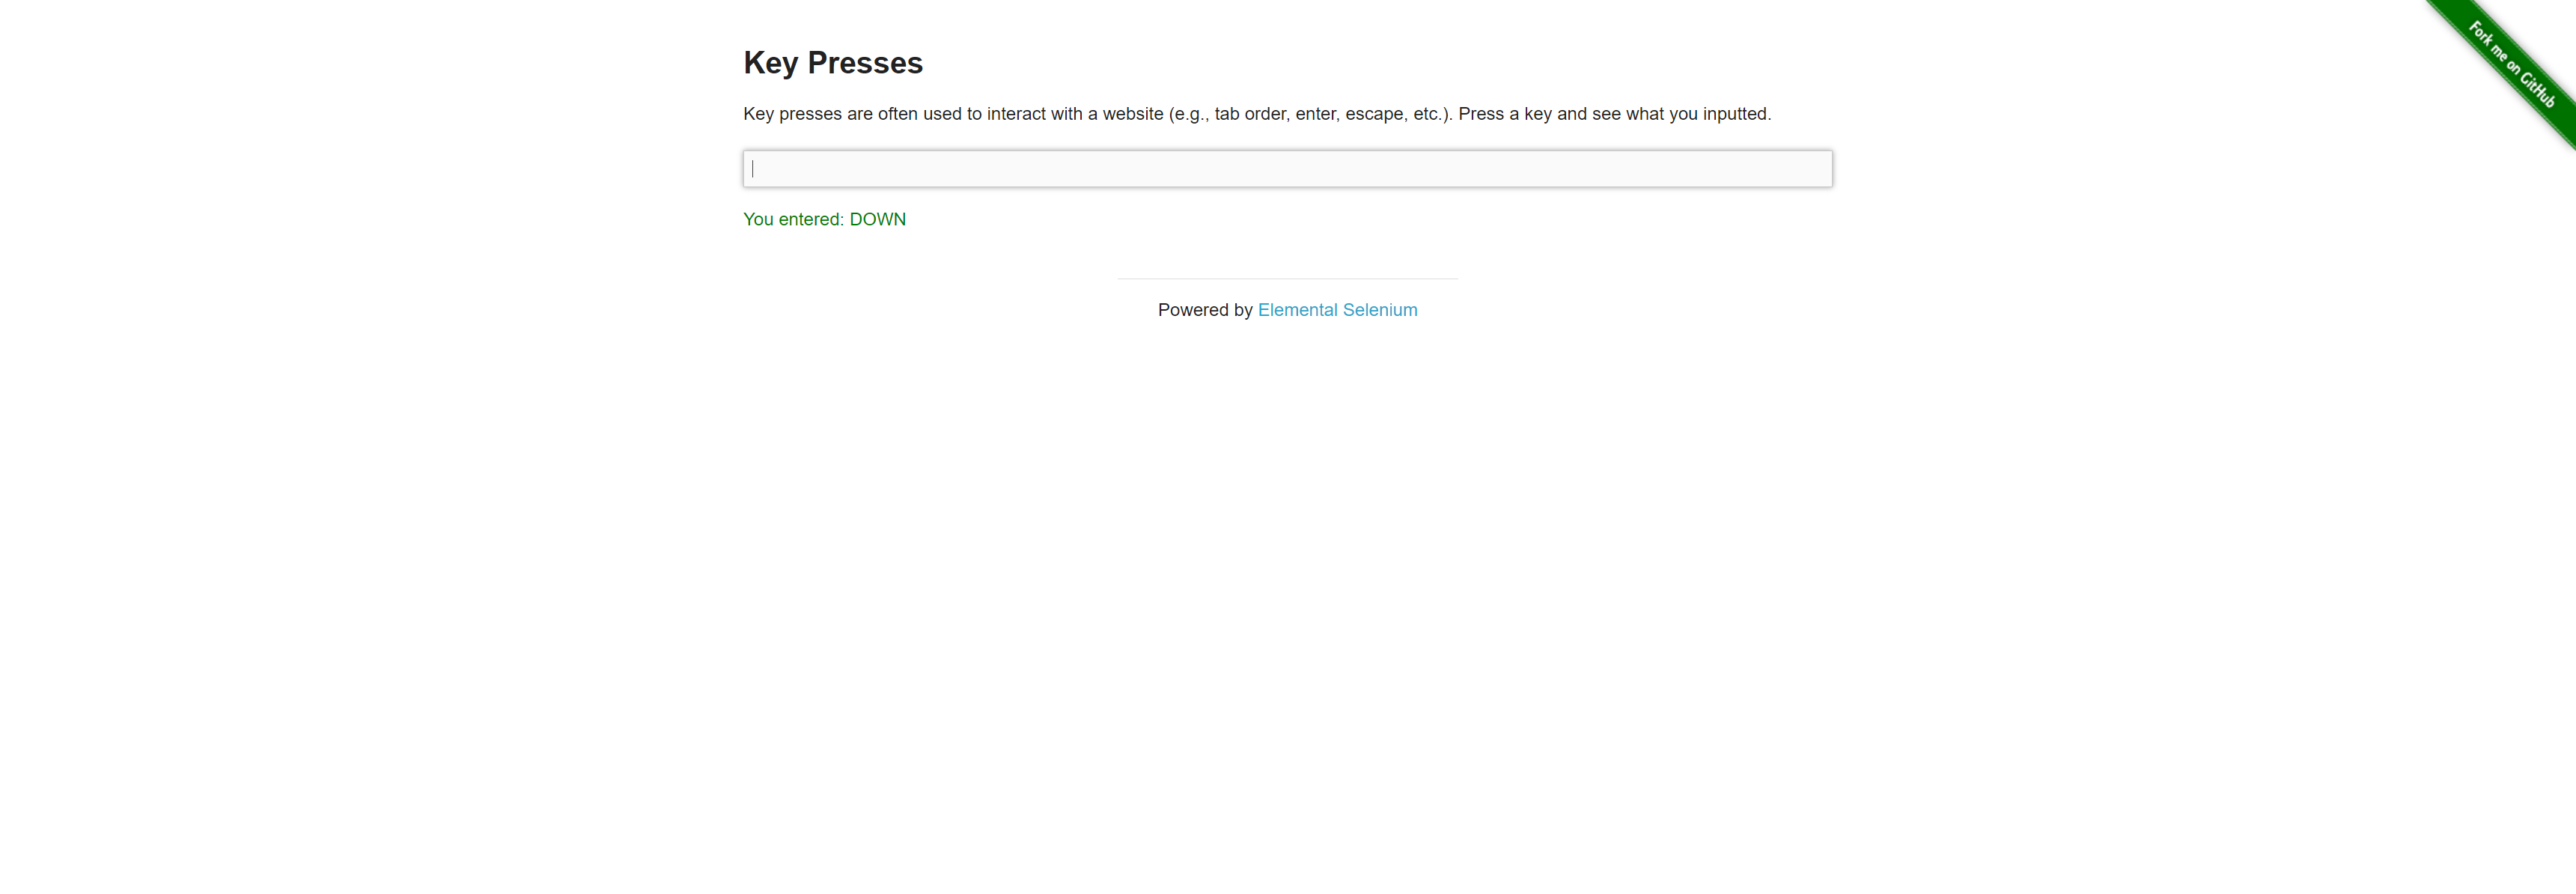 Key Presses
Fork me on GitHub
Key presses are often used to interact with a website (e.g., tab order, enter, escape, etc.). Press a key and see what you inputted.
You entered: DOWN
Powered by Elemental Selenium